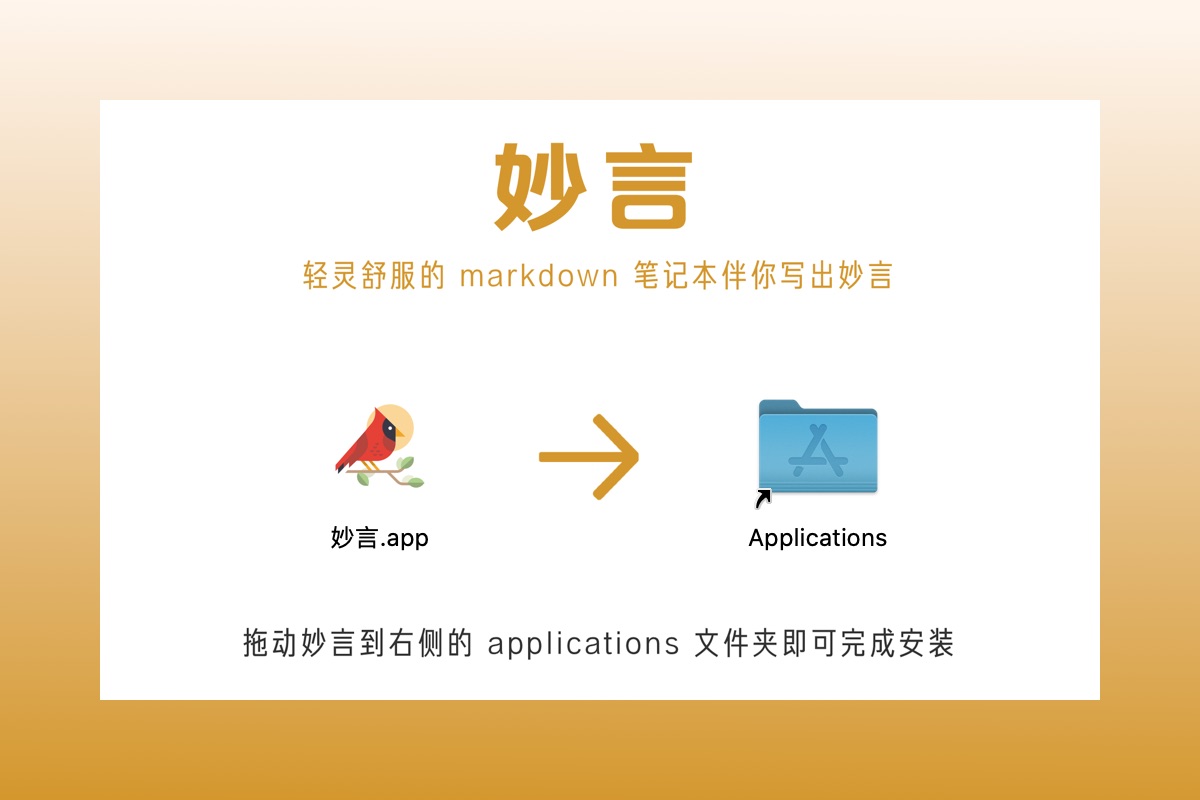 妙言
轻灵舒服的 markdown 笔记本伴你写出妙言
妙言.app
Applications
拖动妙言到右侧的 applications 文件夹即可完成安装